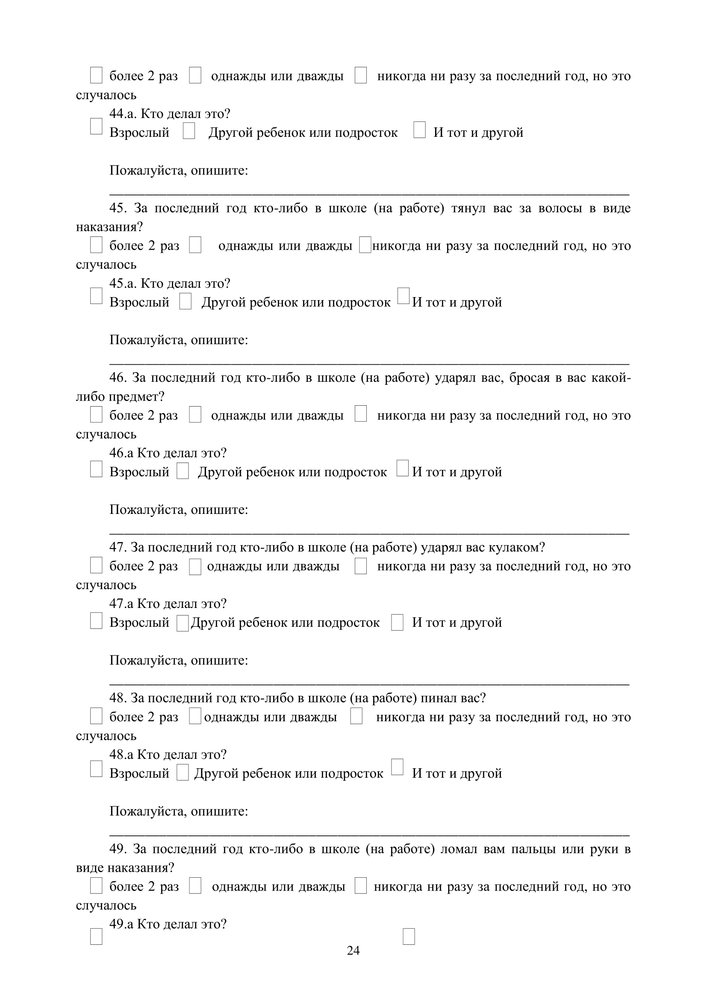 ☐ более 2 раз ☐ однажды или дважды ☐ никогда ни разу за последний год, но это
случалось
44.а. Кто делал это?
☐ Взрослый ☐ Другой ребенок или подросток ☐ И тот и другой
Пожалуйста, опишите:
_________________________________________________________________________
45. За последний год кто-либо в школе (на работе) тянул вас за волосы в виде
наказания?
☐ более 2 раз ☐ однажды или дважды ☐ никогда ни разу за последний год, но это
случалось
45.а. Кто делал это?
☐ Взрослый ☐ Другой ребенок или подросток ☐ И тот и другой
Пожалуйста, опишите:
_________________________________________________________________________
46. За последний год кто-либо в школе (на работе) ударял вас, бросая в вас какой-
либо предмет?
☐ более 2 раз ☐ однажды или дважды ☐ никогда ни разу за последний год, но это
случалось
46.а Кто делал это?
☐ Взрослый ☐ Другой ребенок или подросток ☐ И тот и другой
Пожалуйста, опишите:
_________________________________________________________________________
47. За последний год кто-либо в школе (на работе) ударял вас кулаком?
☐ более 2 раз ☐ однажды или дважды ☐ никогда ни разу за последний год, но это
случалось
47.а Кто делал это?
☐ Взрослый ☐ Другой ребенок или подросток ☐ И тот и другой
Пожалуйста, опишите:
_________________________________________________________________________
48. За последний год кто-либо в школе (на работе) пинал вас?
☐ более 2 раз ☐ однажды или дважды ☐ никогда ни разу за последний год, но это
случалось
48.а Кто делал это?
☐ Взрослый ☐ Другой ребенок или подросток ☐ И тот и другой
Пожалуйста, опишите:
_________________________________________________________________________
49. За последний год кто-либо в школе (на работе) ломал вам пальцы или руки в
виде наказания?
☐ более 2 раз ☐ однажды или дважды ☐ никогда ни разу за последний год, но это
случалось
49.а Кто делал это?
☐ ☐
24